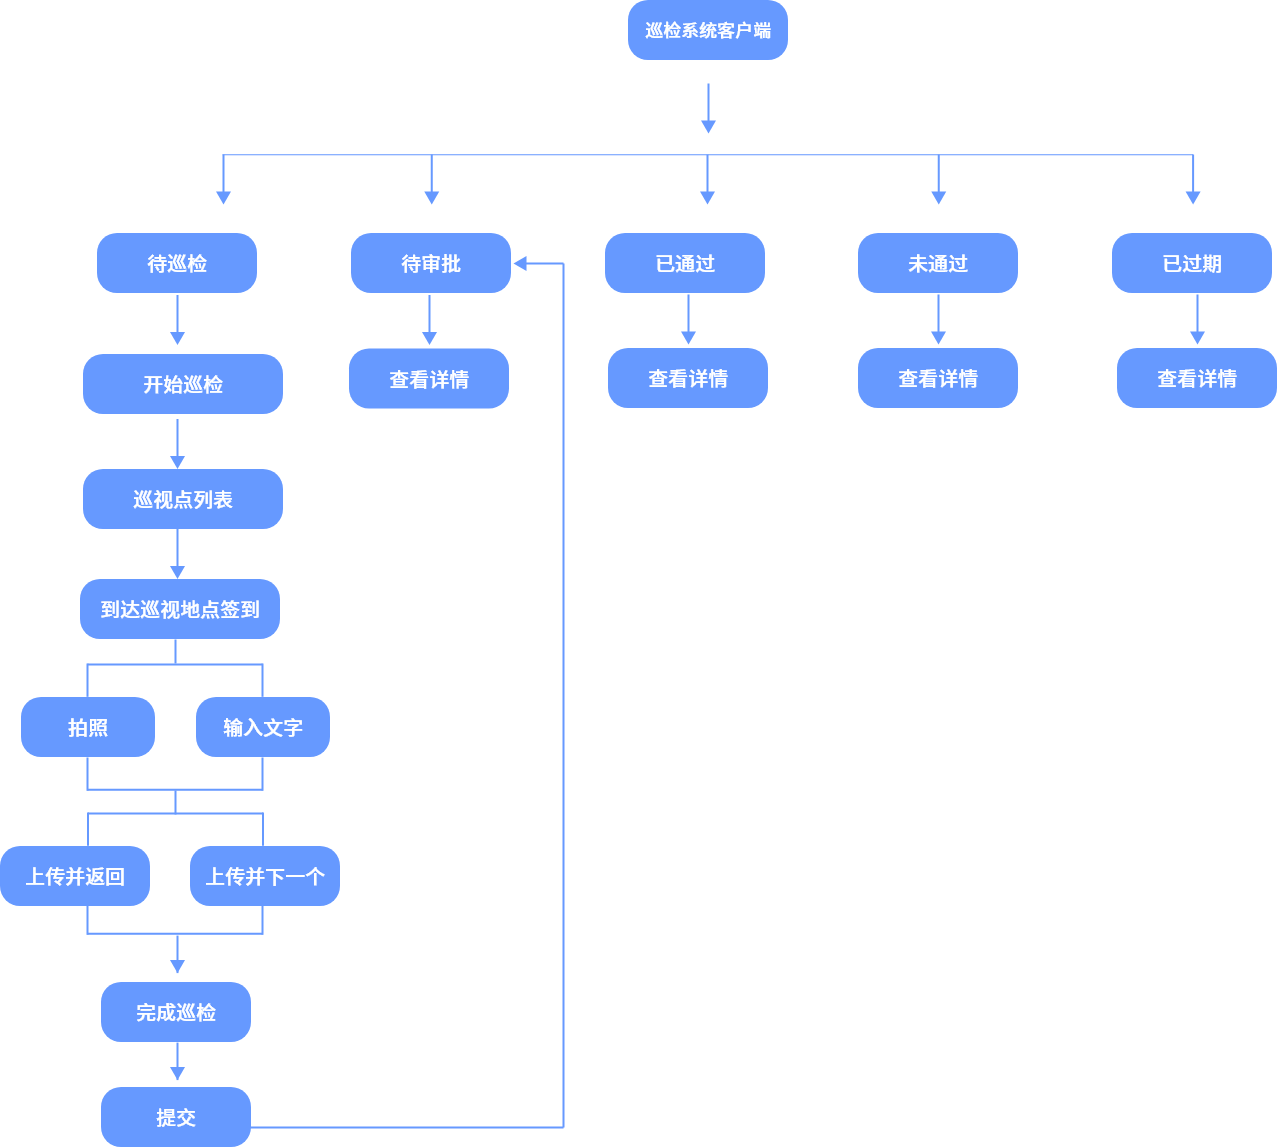 巡检系统客户端
待巡检
待审批
已通过
未通过
已过期
开始巡检
查看详情
查看详情
查看详情
查看详情
巡视点列表
到达巡视地点签到
拍照
输入文字
上传并返回
上传并下一个
完成巡检
提交